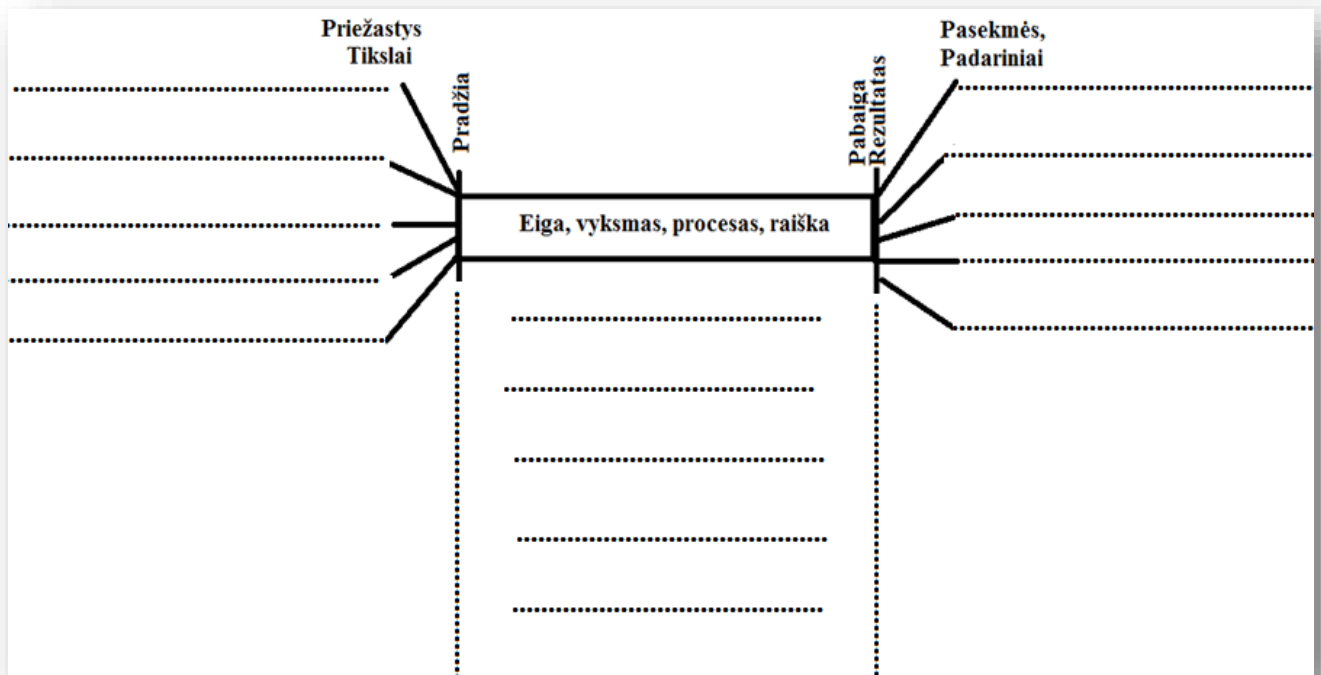 Priežastys
Tikslai
Pradžia
Pabaiga
Rezultatas
Pasekmės,
Padariniai
Eiga, vyksmas, procesas, raiška